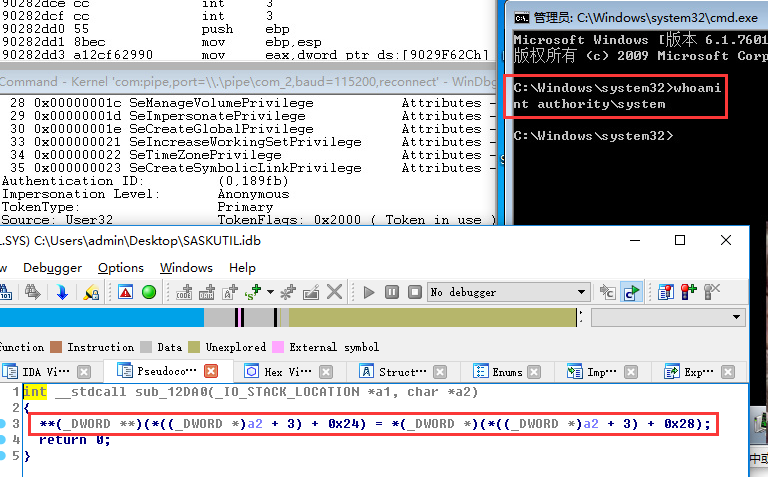 90282dce cc int 3
90282dcf cc int 3
90282dd0 55 push ebp
90282dd1 8bec mov ebp,esp
90282dd3 a12cf62990 mov eax,dword ptr ds:[9029F62Ch]
Command - Kernel 'com:pipe,port=\\.\pipe\com_2,baud=115200,reconnect' - WinDbg
28 0x00000001c SeManageVolumePrivilege Attributes -
29 0x00000001d SeImpersonatePrivilege Attributes -
30 0x00000001e SeCreateGlobalPrivilege Attributes -
33 0x000000021 SeIncreaseWorkingSetPrivilege Attributes -
34 0x000000022 SeTimeZonePrivilege Attributes -
35 0x000000023 SeCreateSymbolicLinkPrivilege Attributes -
Authentication ID: (0,189fb)
Impersonation Level: Anonymous
TokenType: Primary
Source: User32 TokenFlags: 0x2000 ( Token in use )
管理员: C:\Windows\system32\cmd.exe
Microsoft Windows [版本 6.1.7601
版权所有 (c) 2009 Microsoft Corp
C:\Windows\system32>whoami
nt authority\system
C:\Windows\system32>
L.SYS) C:\Users\admin\Desktop\SASKUTIL.idb
w Debugger Options Windows Help
No debugger
function Instruction Data Unexplored External symbol
IDA Vi··· Pseudoco··· Hex Vi··· Struct··· Enums Imp··· Exp···
1 int __stdcall sub_12DA0(_IO_STACK_LOCATION *a1, char *a2)
2 {
3 **(_DWORD **)(*((_DWORD *)a2 + 3) + 0x24) = *(_DWORD *)(*((_DWORD *)a2 + 3) + 0x28);
4 return 0;
5 }